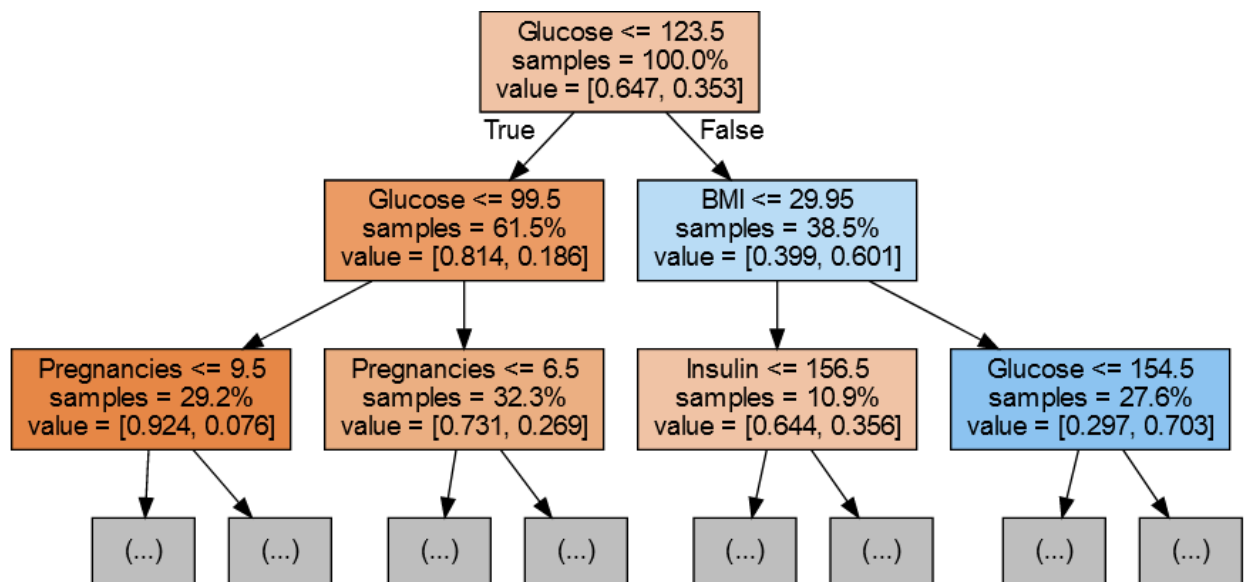 Glucose <= 123.5
samples = 100.0%
value = [0.647, 0.353]
True
False
Glucose <= 99.5
samples = 61.5%
value = [0.814, 0.186]
BMI <= 29.95
samples = 38.5%
value = [0.399, 0.601]
Pregnancies <= 9.5
samples = 29.2%
value = [0.924, 0.076]
Pregnancies <= 6.5
samples = 32.3%
value = [0.731, 0.269]
Insulin <= 156.5
samples = 10.9%
value = [0.644, 0.356]
Glucose <= 154.5
samples = 27.6%
value = [0.297, 0.703]
(...)
(...)
(...)
(...)
(...)
(...)
(...)
(...)